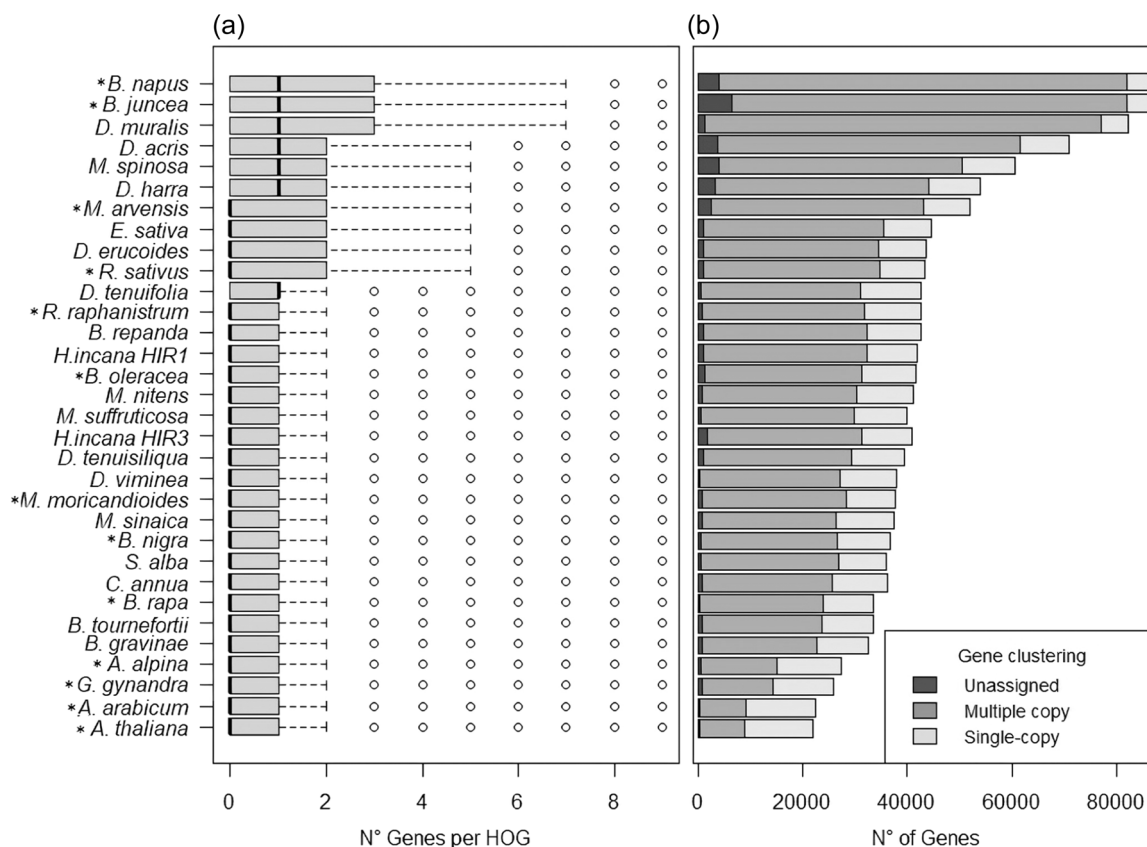 (a)
(b)
*B. napus
*B. juncea
D. muralis
D. acris
M. spinosa
D. harra
*M. arvensis
E. sativa
D. erucoides
*R. sativus
D. tenuifolia
*R. raphanistrum
B. repanda
H.incana HIR1
*B. oleracea
M. nitens
M. suffruticosa
H.incana HIR3
D. tenuisiliqua
D. viminea
*M. moricandioides
M. sinaica
*B. nigra
S. alba
C. annua
* B. rapa
B. tournefortii
B. gravinae
* A. alpina
* G. gynandra
*A. arabicum
* A. thaliana
0 2 4 6 8
N° Genes per HOG
Gene clustering
Unassigned
Multiple copy
Single-copy
0 20000 40000 60000 80000
N° of Genes